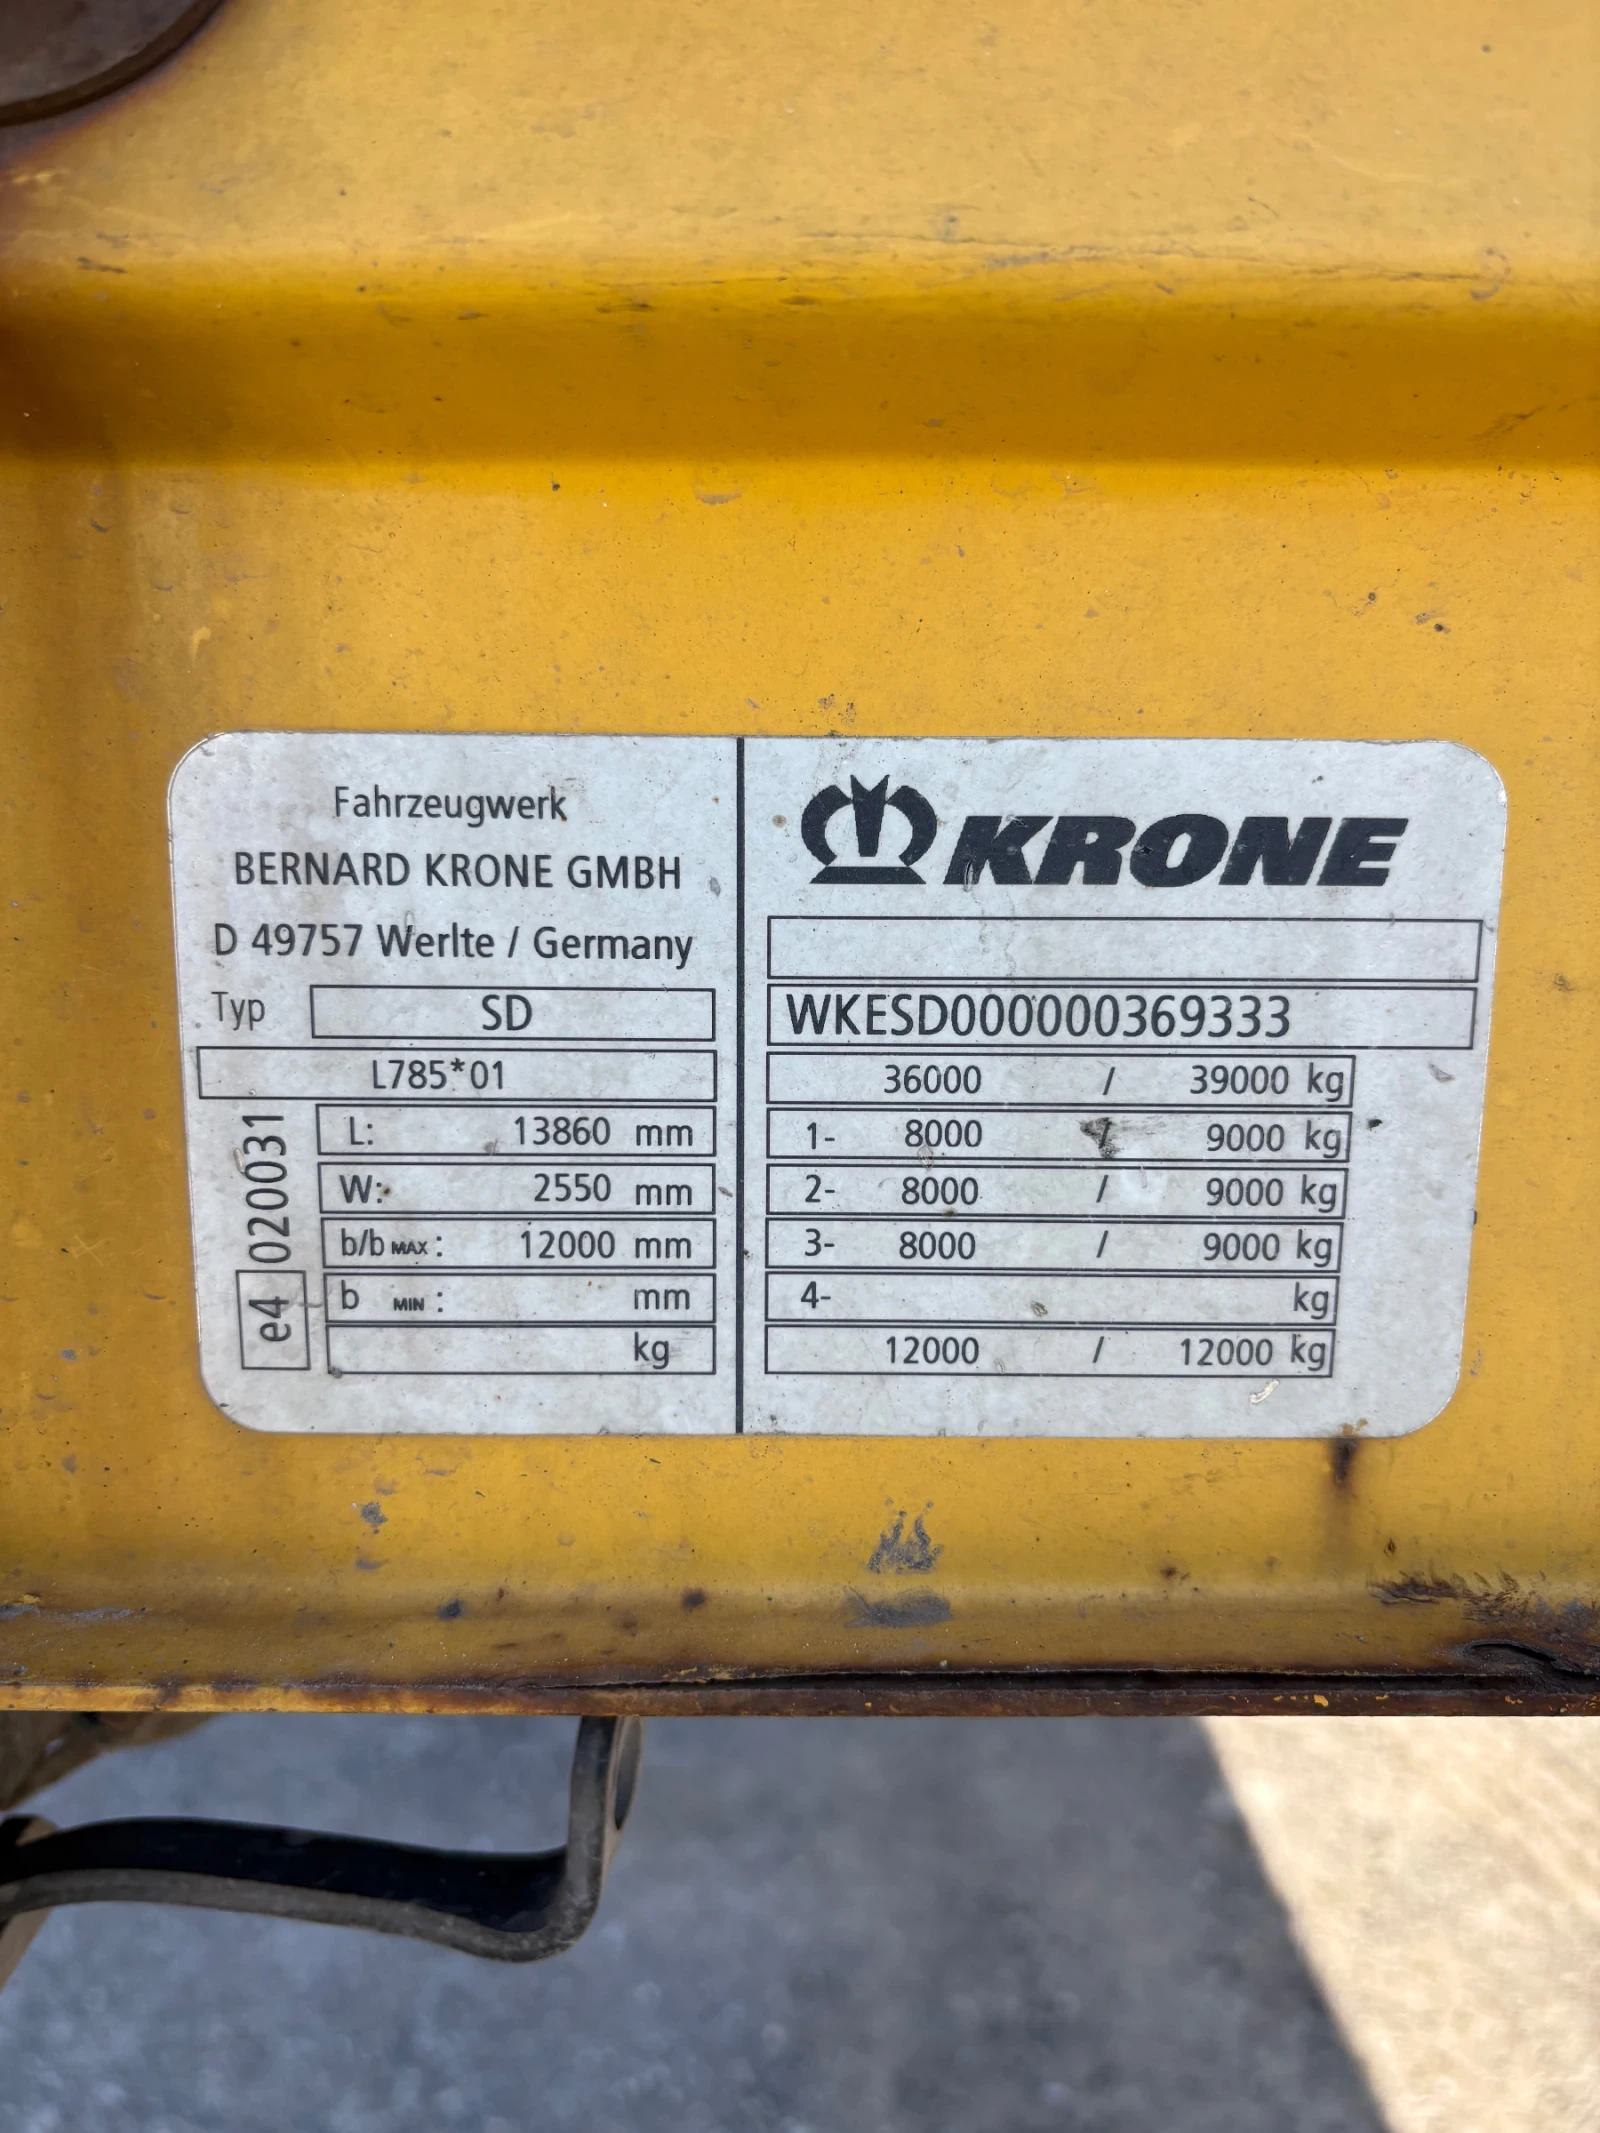 Fahrzeugwerk
BERNARD KRONE GMBH
D 49757 Werlte / Germany
Typ SD
L785*01
e4 020031
L: 13860 mm
W: 2550 mm
b/b MAX : 12000 mm
b MIN : mm
kg
KRONE
WKESD000000369333
36000 / 39000 kg
1- 8000 / 9000 kg
2- 8000 / 9000 kg
3- 8000 / 9000 kg
4- kg
12000 / 12000 kg